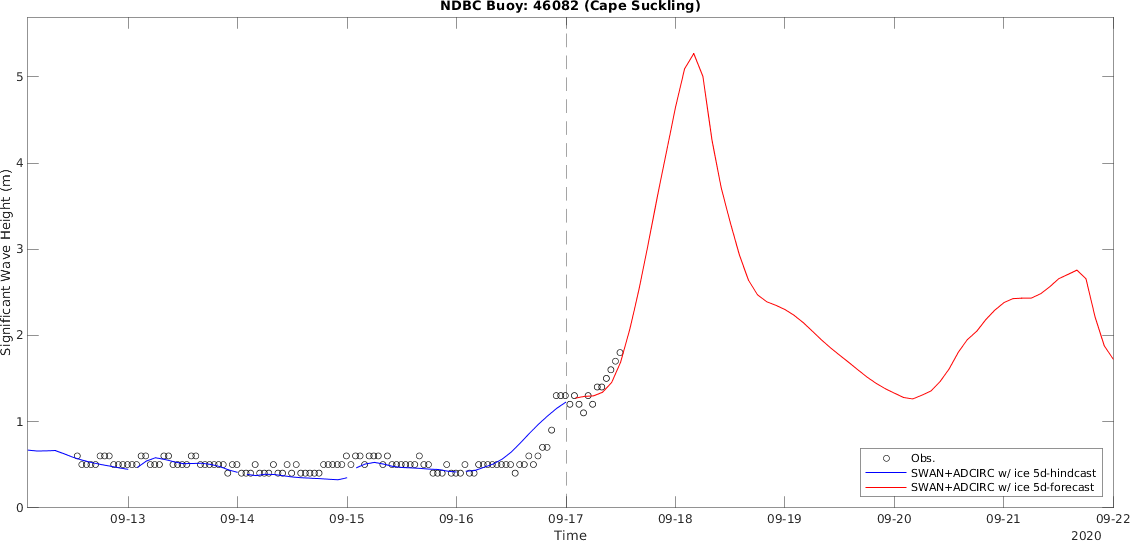 NDBC Buoy: 46082 (Cape Suckling)
5
4
3
2
1
0
Significant Wave Height (m)
Obs.
SWAN+ADCIRC w/ ice 5d-hindcast
SWAN+ADCIRC w/ ice 5d-forecast
09-13 09-14 09-15 09-16 09-17 09-18 09-19 09-20 09-21 09-22
Time
2020